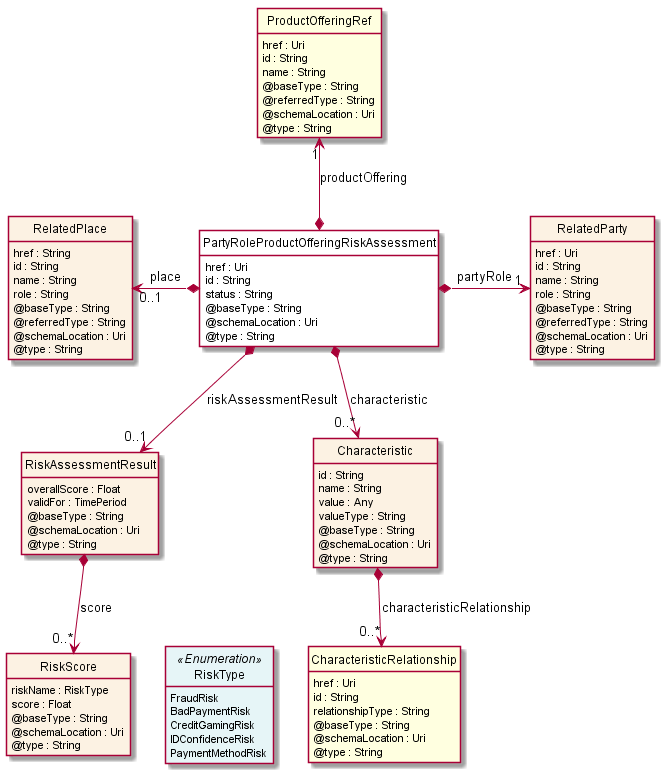 ProductOfferingRef
href : Uri
id : String
name : String
@baseType : String
@referredType : String
@schemaLocation : Uri
@type : String
1
productOffering
RelatedPlace
href : String
id : String
name : String
role : String
@baseType : String
@referredType : String
@schemaLocation : Uri
@type : String
place
0..1
PartyRoleProductOfferingRiskAssessment
href : Uri
id : String
status : String
@baseType : String
@schemaLocation : Uri
@type : String
partyRole
1
RelatedParty
href : Uri
id : String
name : String
role : String
@baseType : String
@referredType : String
@schemaLocation : Uri
@type : String
riskAssessmentResult
0..1
characteristic
0..*
RiskAssessmentResult
overallScore : Float
validFor : TimePeriod
@baseType : String
@schemaLocation : Uri
@type : String
Characteristic
id : String
name : String
value : Any
valueType : String
@baseType : String
@schemaLocation : Uri
@type : String
score
0..*
characteristicRelationship
0..*
RiskScore
riskName : RiskType
score : Float
@baseType : String
@schemaLocation : Uri
@type : String
«Enumeration»
RiskType
FraudRisk
BadPaymentRisk
CreditGamingRisk
IDConfidenceRisk
PaymentMethodRisk
CharacteristicRelationship
href : Uri
id : String
relationshipType : String
@baseType : String
@schemaLocation : Uri
@type : String